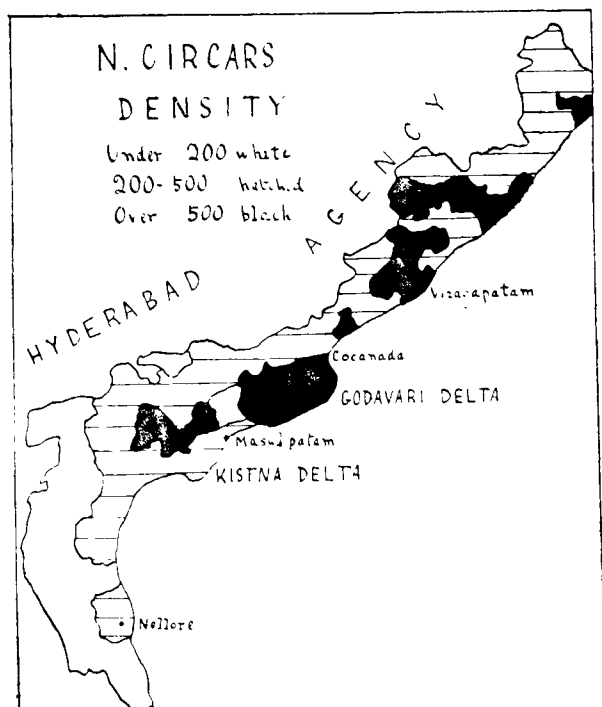 N. CIRCARS
DENSITY
Under 200 white
200-500 hatched
Over 500 black
AGENCY
HYDERABAD
Vizagapatam
Cocanada
GODAVARI DELTA
Masulpatam
KISTNA DELTA
Nellore